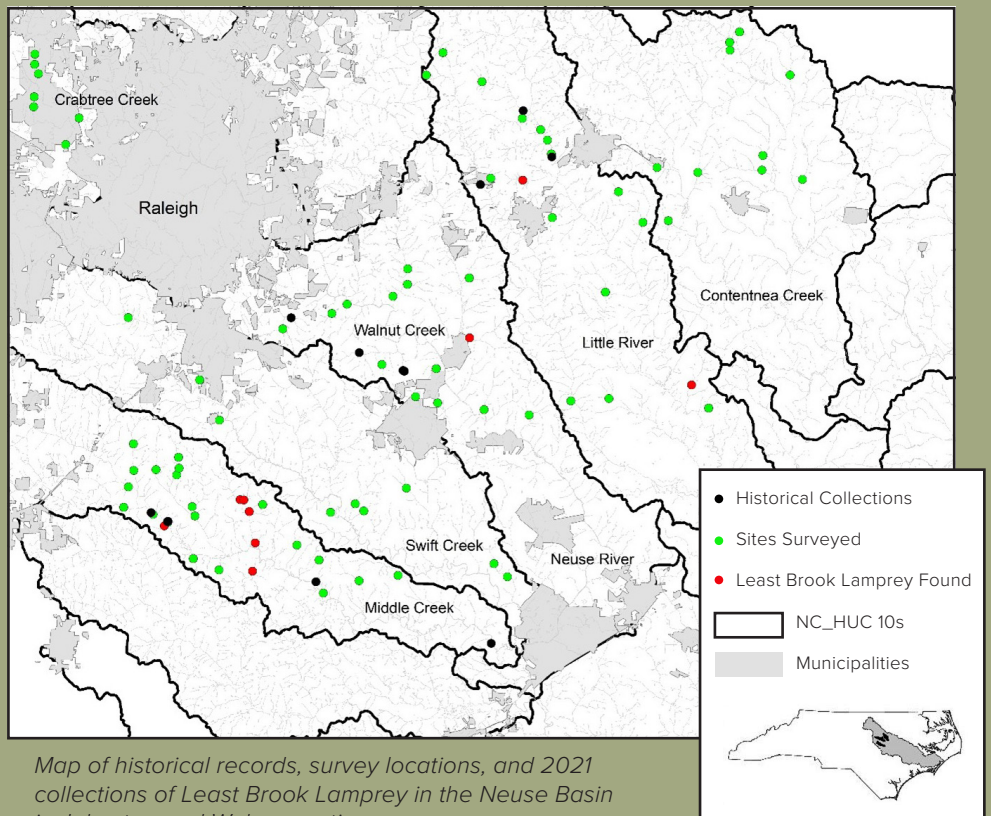 Crabtree Creek
Raleigh
Contentnea Creek
Walnut Creek
Little River
Swift Creek
Neuse River
Middle Creek
Historical Collections
Sites Surveyed
Least Brook Lamprey Found
NC_HUC 10s
Municipalities
Map of historical records, survey locations, and 2021
collections of Least Brook Lamprey in the Neuse Basin